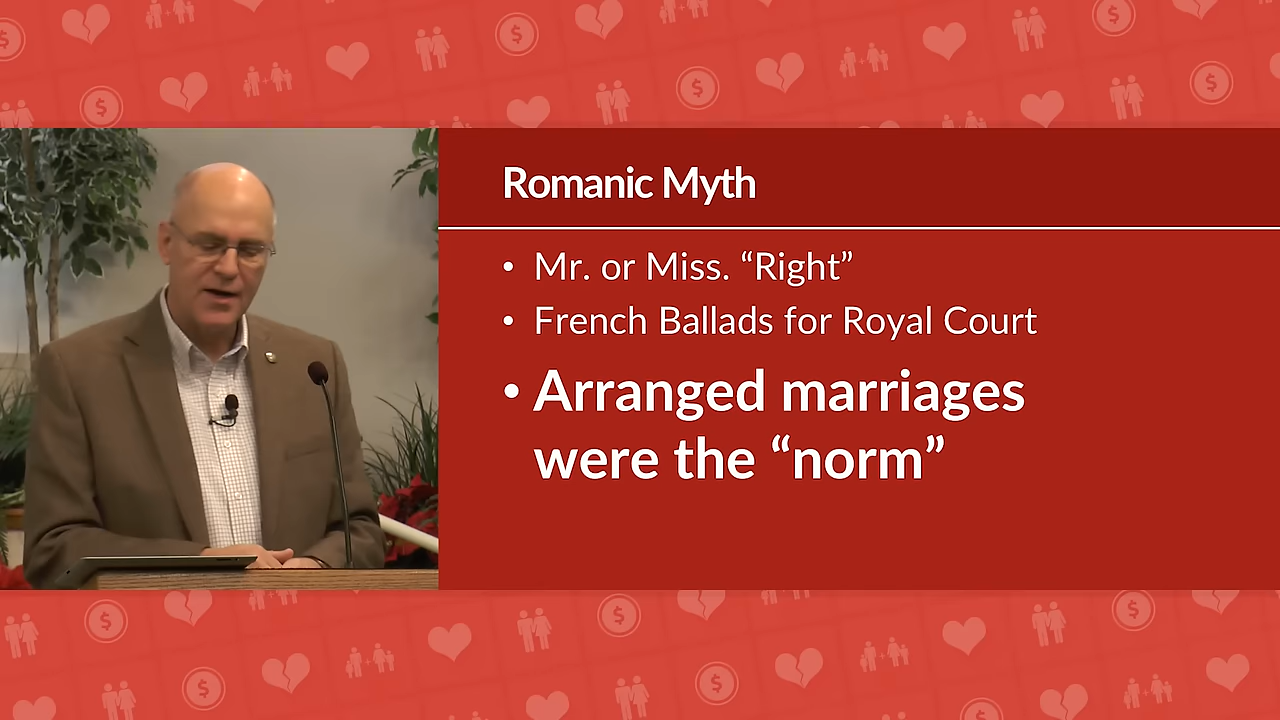 Romanic Myth
• Mr. or Miss. “Right”
• French Ballads for Royal Court
• Arranged marriages
were the “norm”